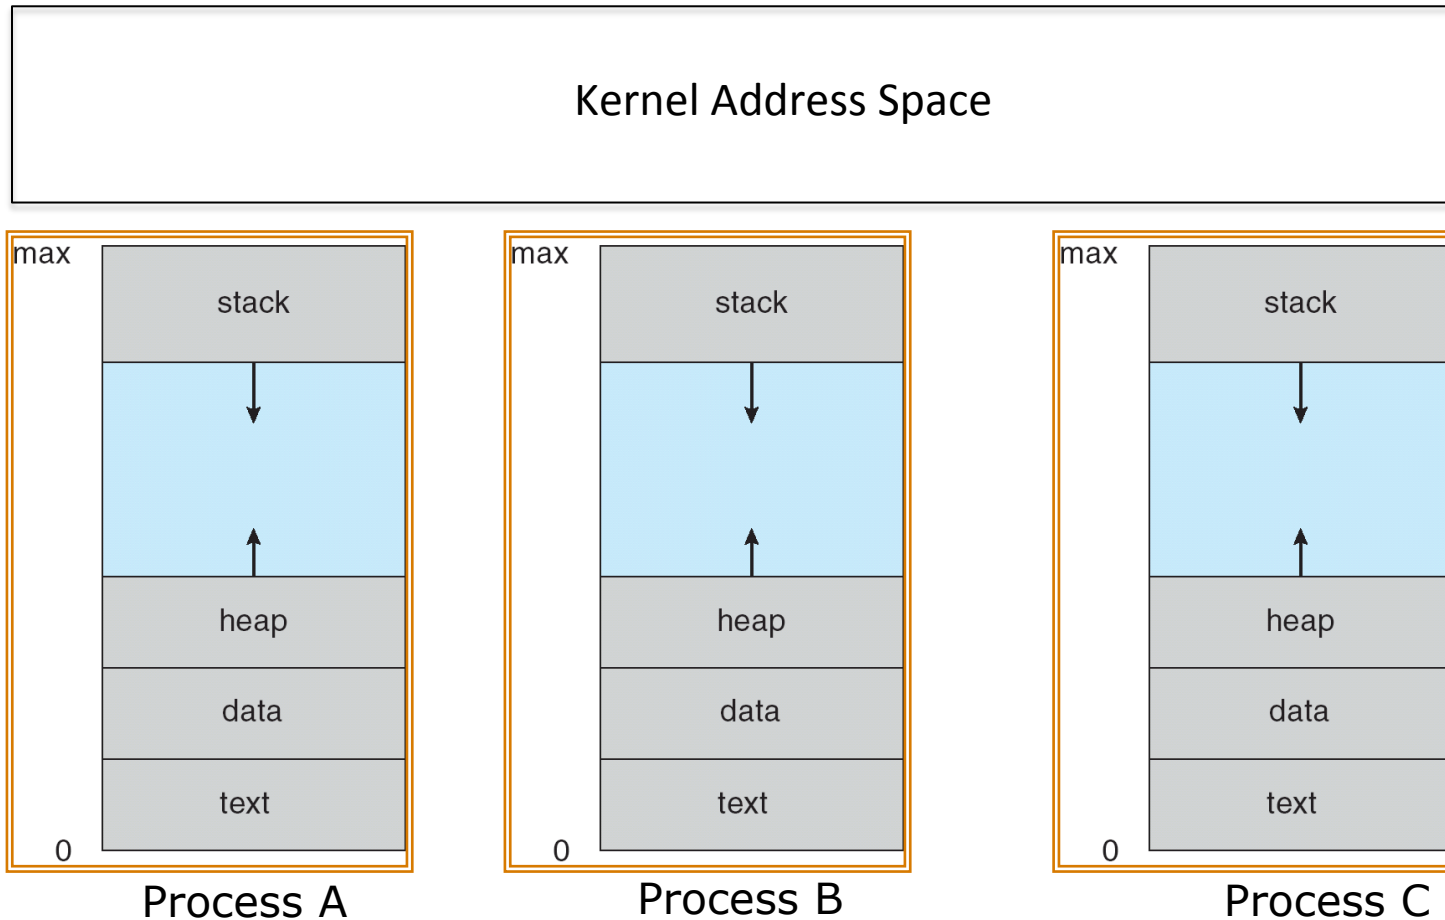 Kernel Address Space
max
stack
heap
data
text
0
Process A
max
stack
heap
data
text
0
Process B
max
stack
heap
data
text
0
Process C